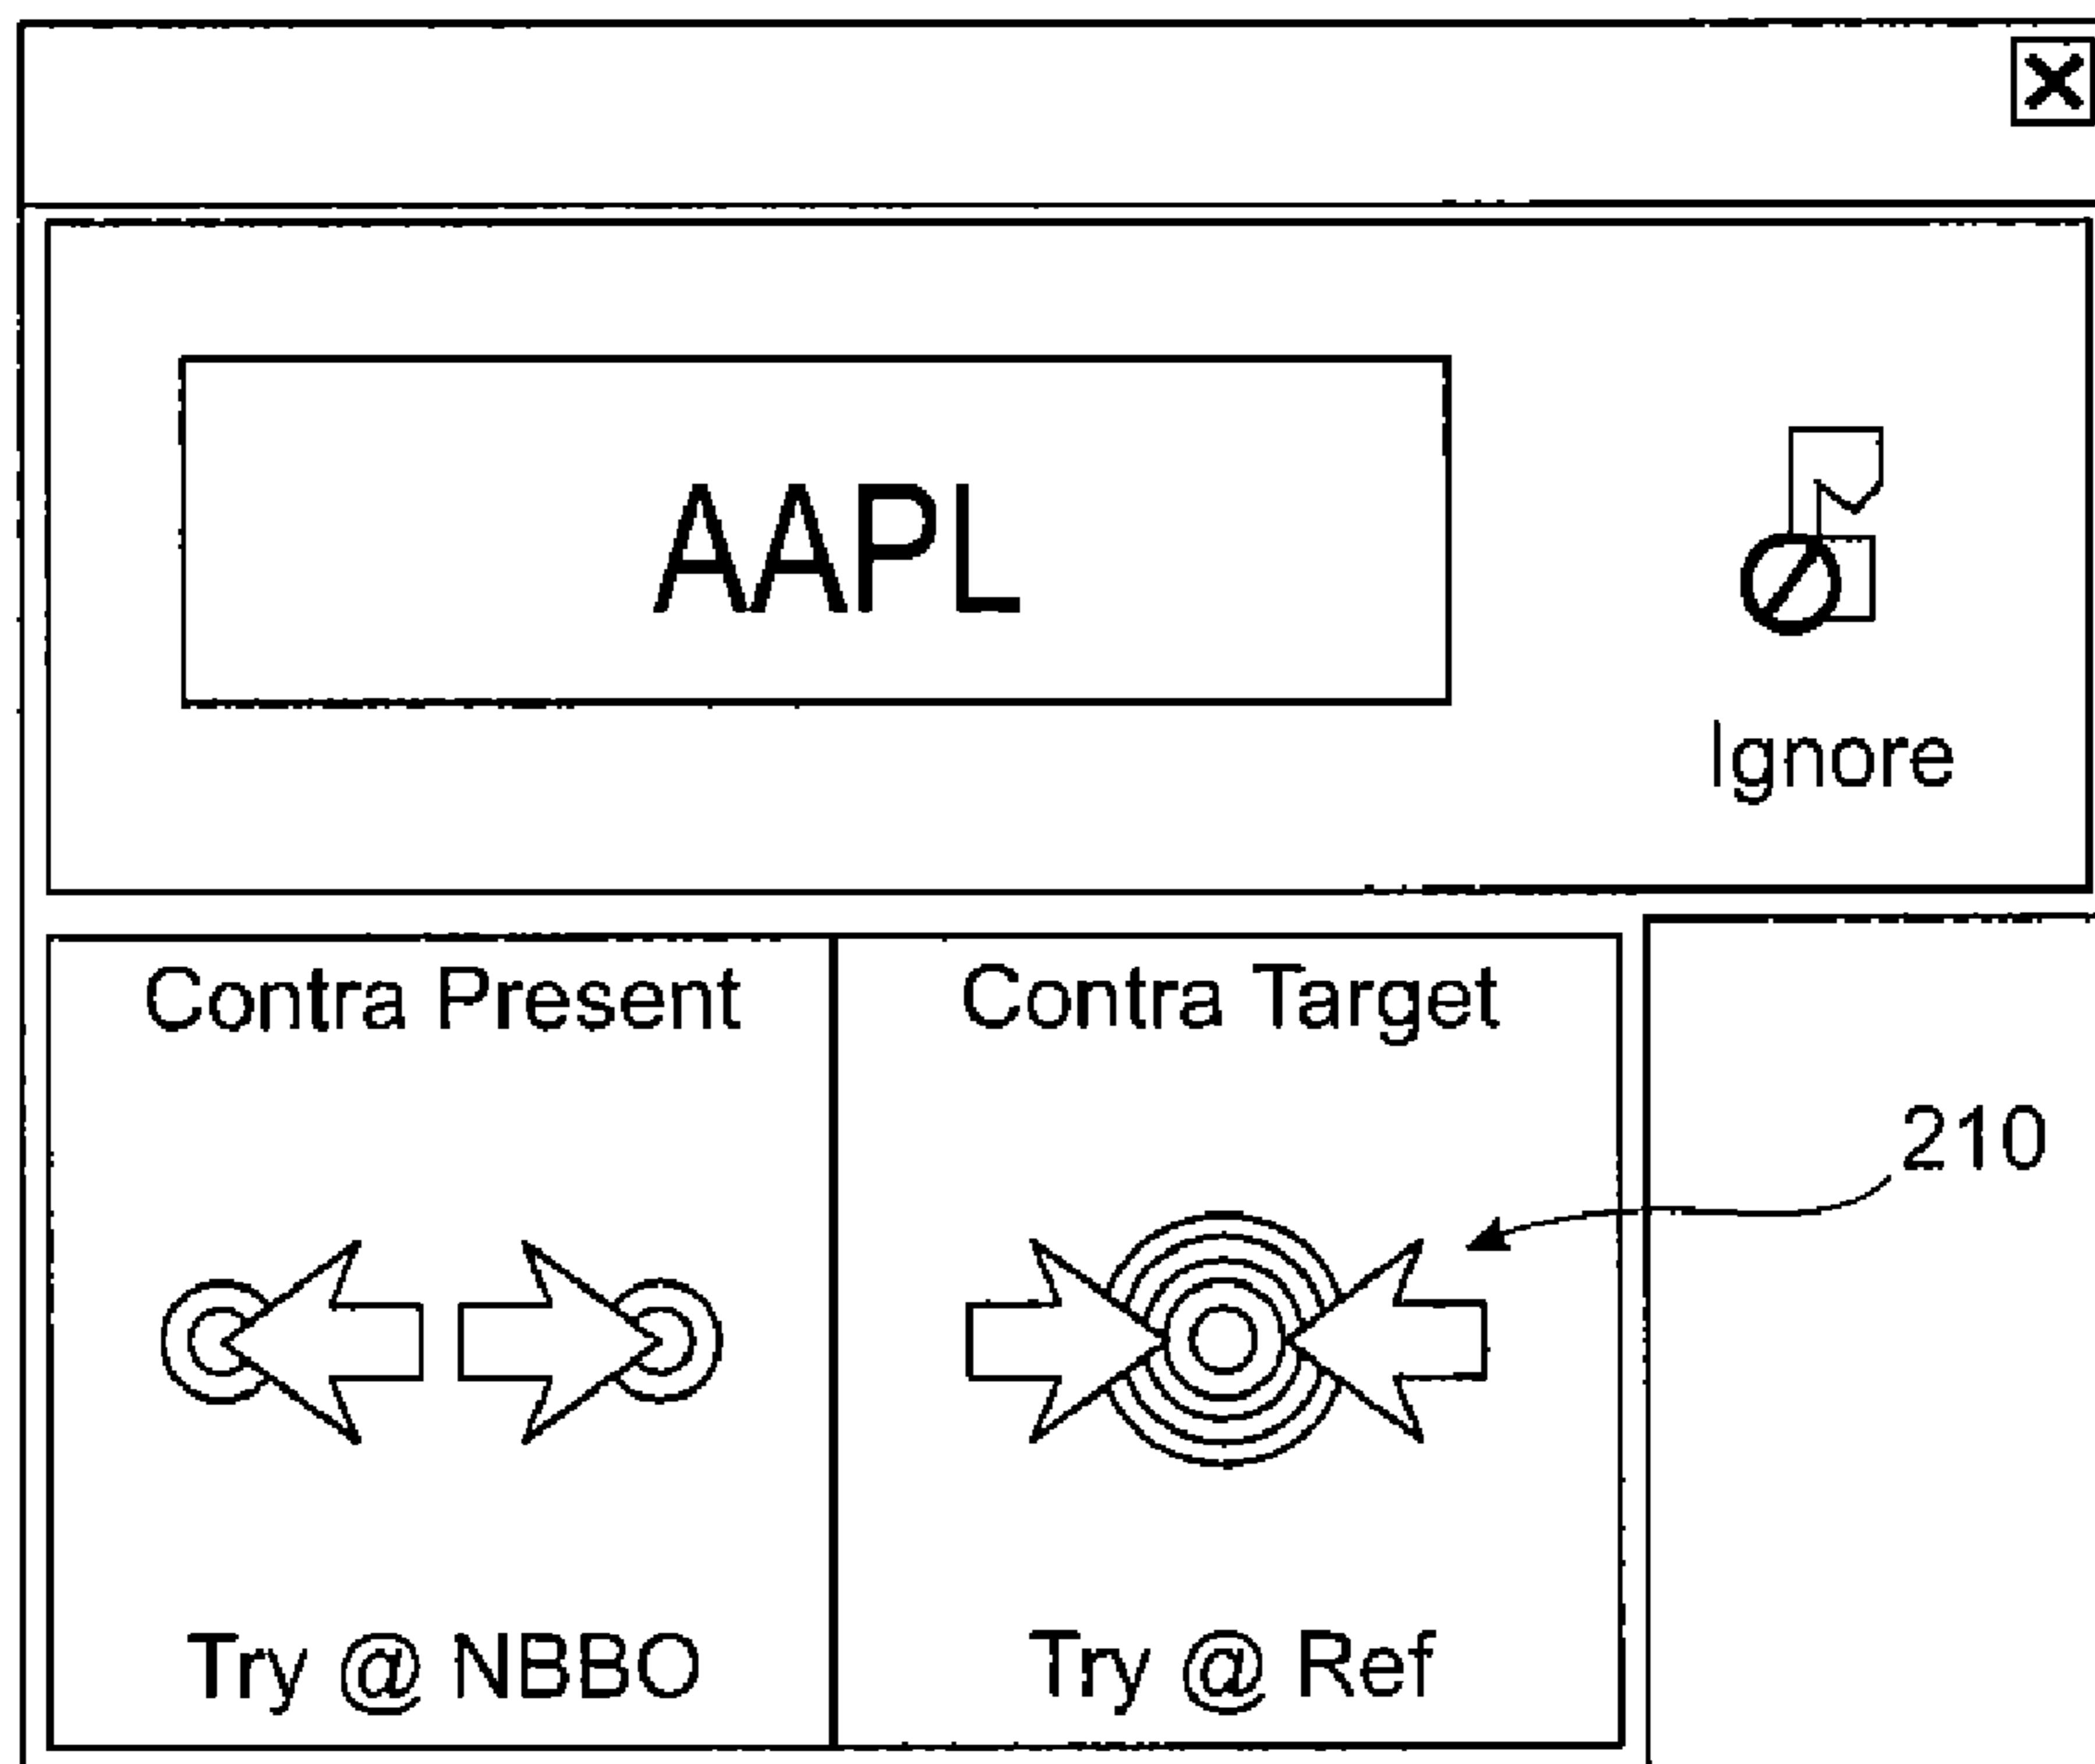 AAPL
Ignore
Contra Present
Contra Target
210
Try @ NBBO
Try @ Ref